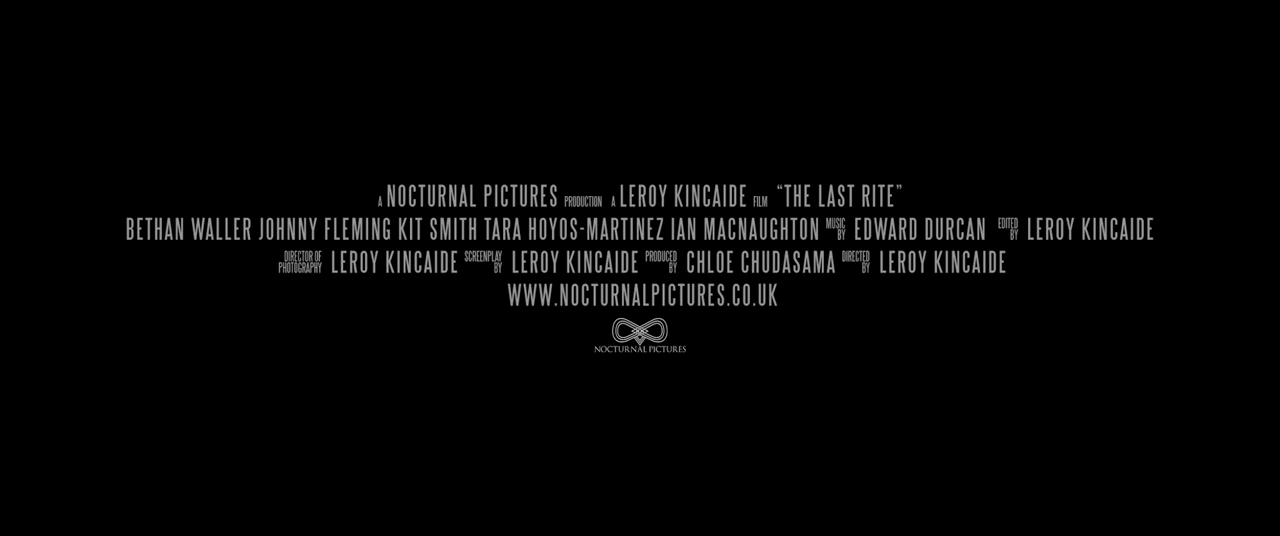 A NOCTURNAL PICTURES PRODUCTION A LEROY KINCAIDE FILM “THE LAST RITE”
BETHAN WALLER JOHNNY FLEMING KIT SMITH TARA HOYOS-MARTINEZ IAN MACNAUGHTON MUSIC BY EDWARD DURCAN EDITED BY LEROY KINCAIDE
DIRECTOR OF PHOTOGRAPHY LEROY KINCAIDE SCREENPLAY BY LEROY KINCAIDE PRODUCED BY CHLOE CHUDASAMA DIRECTED BY LEROY KINCAIDE
WWW.NOCTURNALPICTURES.CO.UK
NOCTURNAL PICTURES